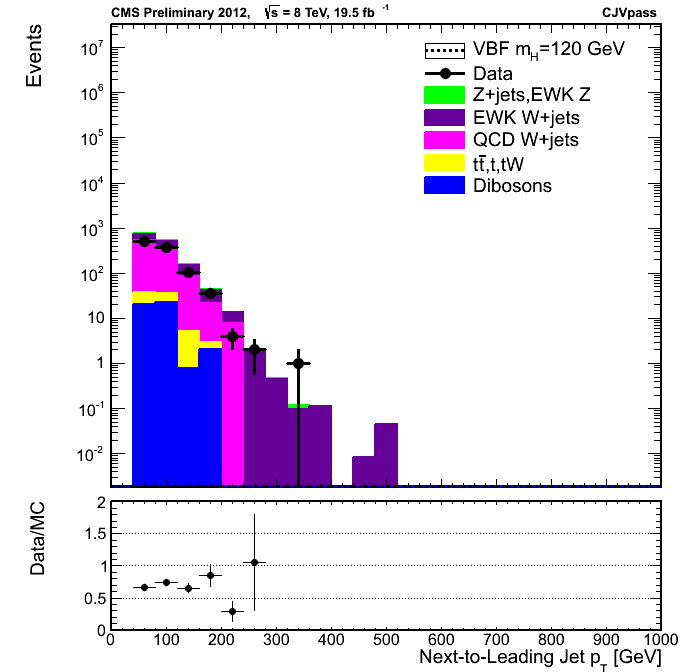 CMS Preliminary 2012, √s = 8 TeV, 19.5 fb⁻¹ CJVpass
Events
10⁷
10⁶
10⁵
10⁴
10³
10²
10
1
10⁻¹
10⁻²
VBF m_H=120 GeV
Data
Z+jets,EWK Z
EWK W+jets
QCD W+jets
tt̄,t,tW
Dibosons
Data/MC
2
1.5
1
0.5
0
0 100 200 300 400 500 600 700 800 900 1000
Next-to-Leading Jet p_T [GeV]